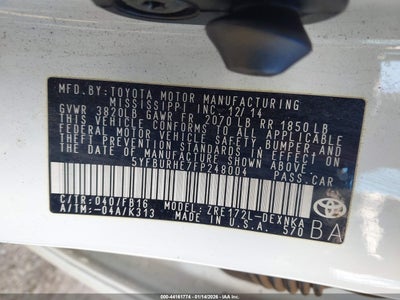 MFD.BY:TOYOTA MOTOR MANUFACTURING
MISSISSIPPI INC. 12/14
GVWR 3820LB GAWR FR 2070LB RR 1850LB
THIS VEHICLE CONFORMS TO ALL APPLICABLE
FEDERAL MOTOR VEHICLE SAFETY, BUMPER AND
THEFT PREVENTION STANDARDS IN EFFECT ON THE
DATE OF MANUFACTURE SHOWN ABOVE.
5YFBURHE7FP248004 PASS.CAR
C/TR: 040/FB16 MODEL: ZRE172L-DEXNKA
A/TM: -04A/K313 MADE IN U.S.A. 570
TOYOTA
BA
000-44161774 - 01/14/2026 - IAAI.COM